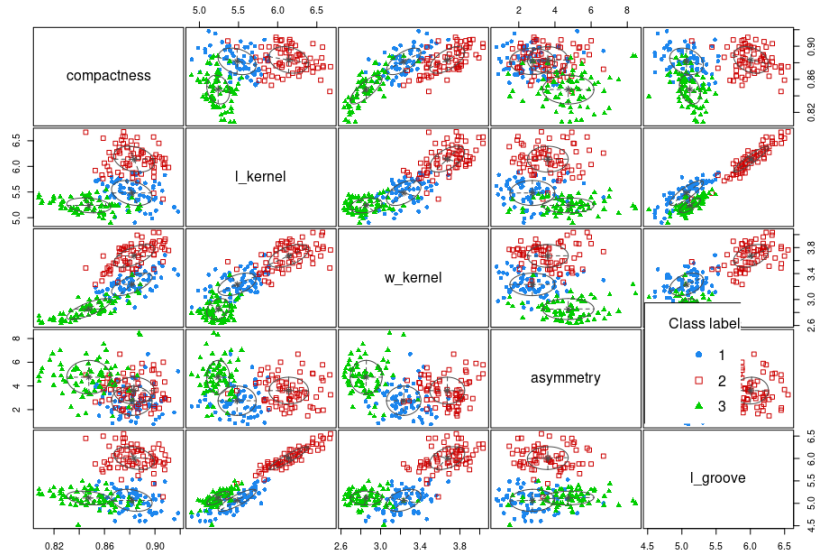 5.0 5.5 6.0 6.5 2 4 6 8
compactness
0.82 0.86 0.90
5.0 5.5 6.0 6.5
l_kernel
w_kernel
2.6 3.0 3.4 3.8
Class label
1
2
3
2 4 6 8
asymmetry
l_groove
4.5 5.0 5.5 6.0 6.5
0.82 0.86 0.90 2.6 3.0 3.4 3.8 4.5 5.0 5.5 6.0 6.5